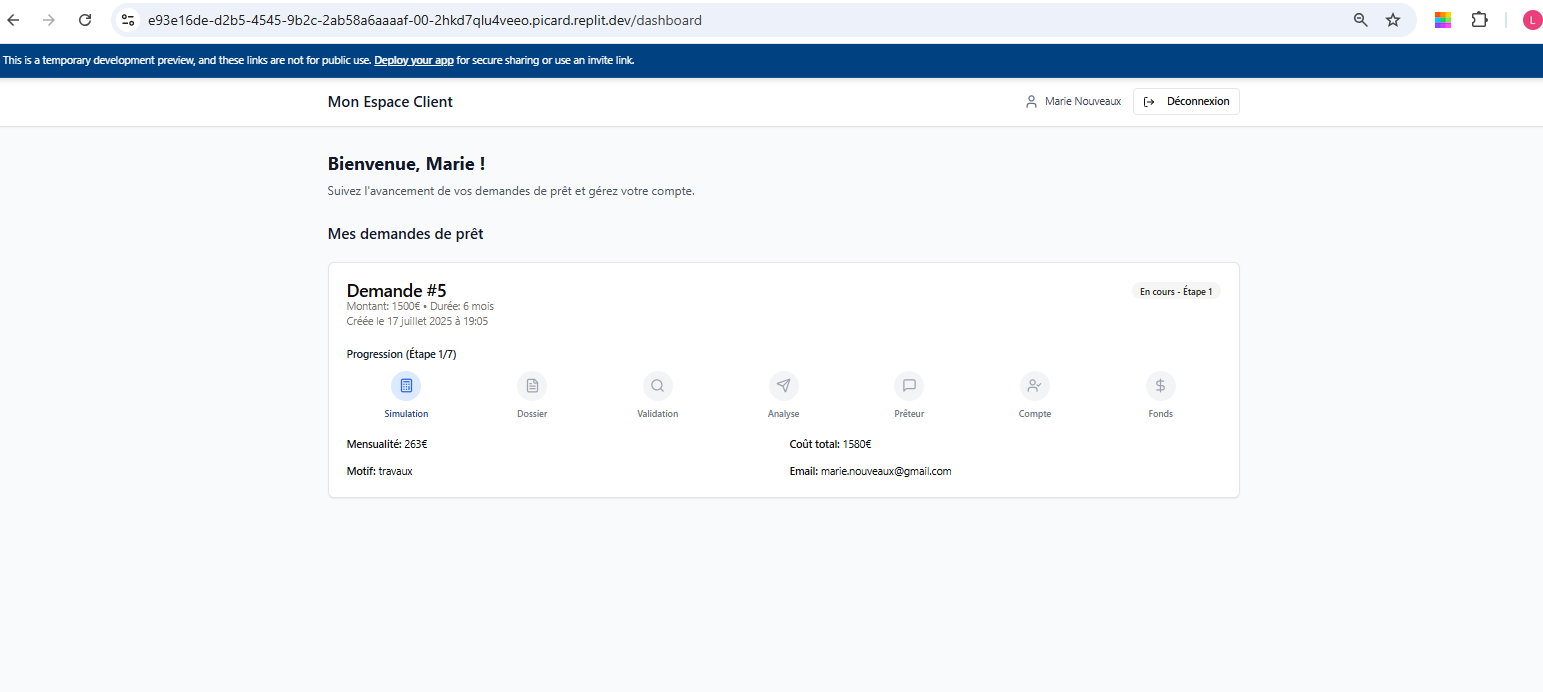 e93e16de-d2b5-4545-9b2c-2ab58a6aaaaf-00-2hkd7qlu4veeo.picard.replit.dev/dashboard
L
This is a temporary development preview, and these links are not for public use. Deploy your app for secure sharing or use an invite link.
Mon Espace Client
Marie Nouveaux
Déconnexion
Bienvenue, Marie !
Suivez l'avancement de vos demandes de prêt et gérez votre compte.
Mes demandes de prêt
Demande #5
En cours - Étape 1
Montant: 1500€ • Durée: 6 mois
Créée le 17 juillet 2025 à 19:05
Progression (Étape 1/7)
Simulation
Dossier
Validation
Analyse
Prêteur
Compte
Fonds
Mensualité: 263€
Coût total: 1580€
Motif: travaux
Email: marie.nouveaux@gmail.com